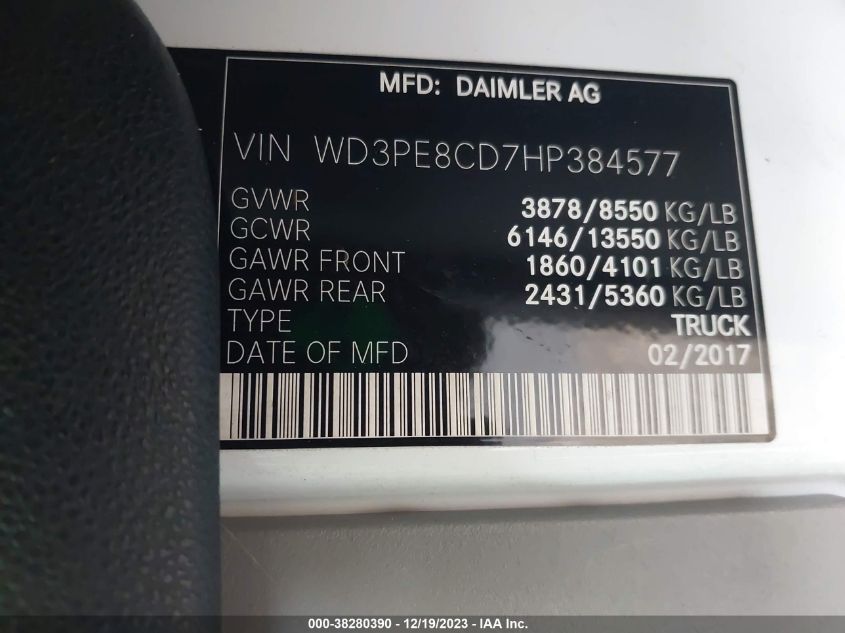 MFD: DAIMLER AG
VIN WD3PE8CD7HP384577
GVWR 3878/8550 KG/LB
GCWR 6146/13550 KG/LB
GAWR FRONT 1860/4101 KG/LB
GAWR REAR 2431/5360 KG/LB
TYPE TRUCK
DATE OF MFD 02/2017
000-38280390 - 12/19/2023 - IAA Inc.